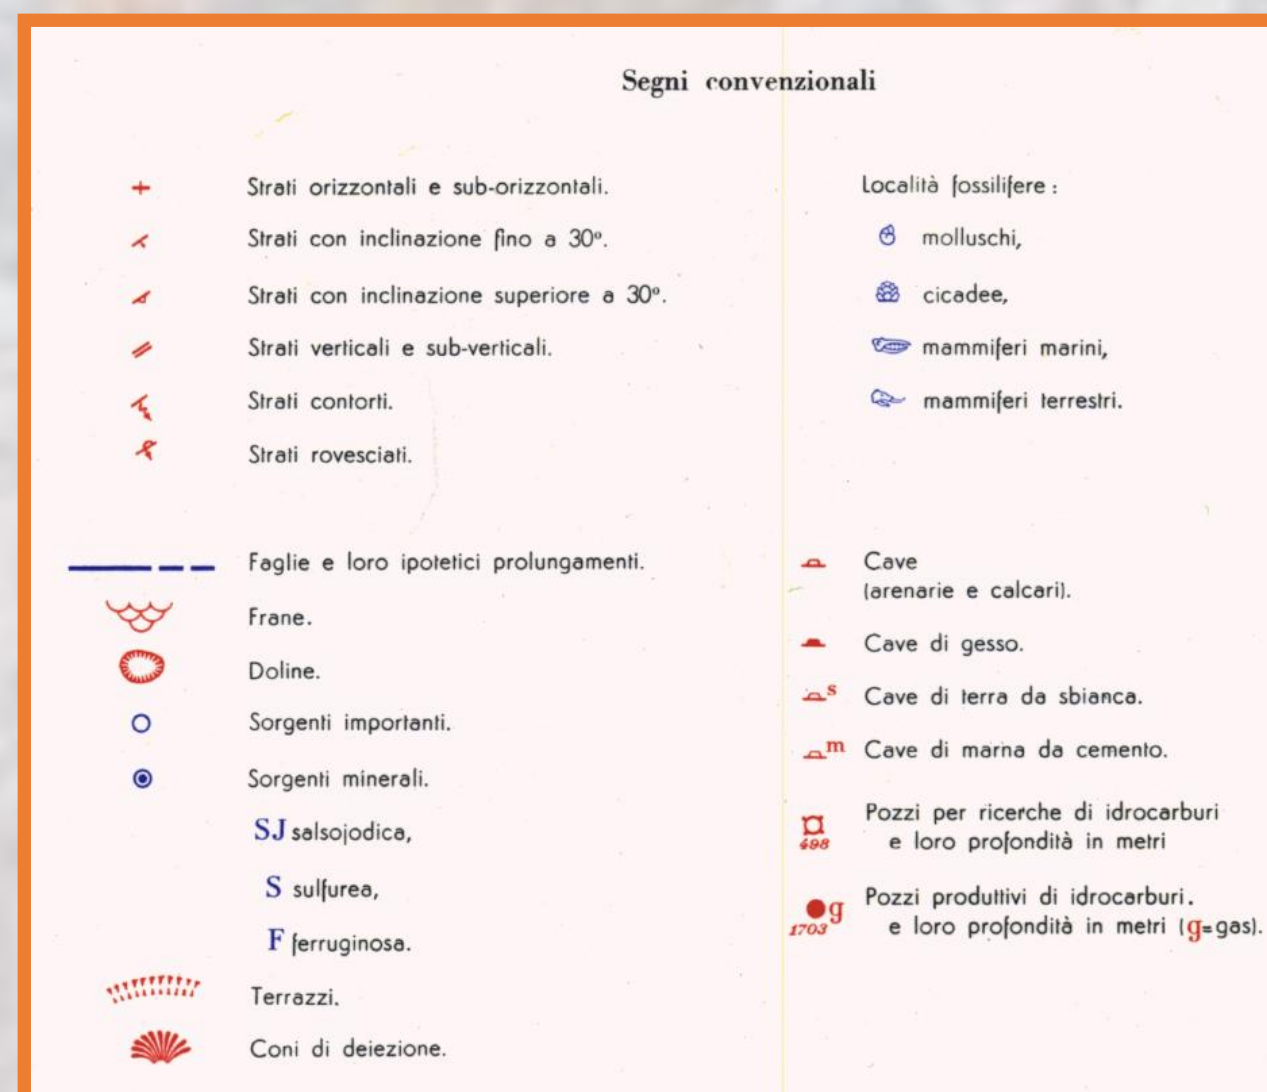 Segni convenzionali
Strati orizzontali e sub-orizzontali.
Strati con inclinazione fino a 30º.
Strati con inclinazione superiore a 30º.
Strati verticali e sub-verticali.
Strati contorti.
Strati rovesciati.
Faglie e loro ipotetici prolungamenti.
Frane.
Doline.
Sorgenti importanti.
Sorgenti minerali.
SJ salsojodica,
S sulfurea,
F ferruginosa.
Terrazzi.
Coni di deiezione.
Località fossilifere :
molluschi,
cicadee,
mammiferi marini,
mammiferi terrestri.
Cave
(arenarie e calcari).
Cave di gesso.
s Cave di terra da sbianca.
m Cave di marna da cemento.
Pozzi per ricerche di idrocarburi
498 e loro profondità in metri
g Pozzi produttivi di idrocarburi.
1703 e loro profondità in metri (g=gas).